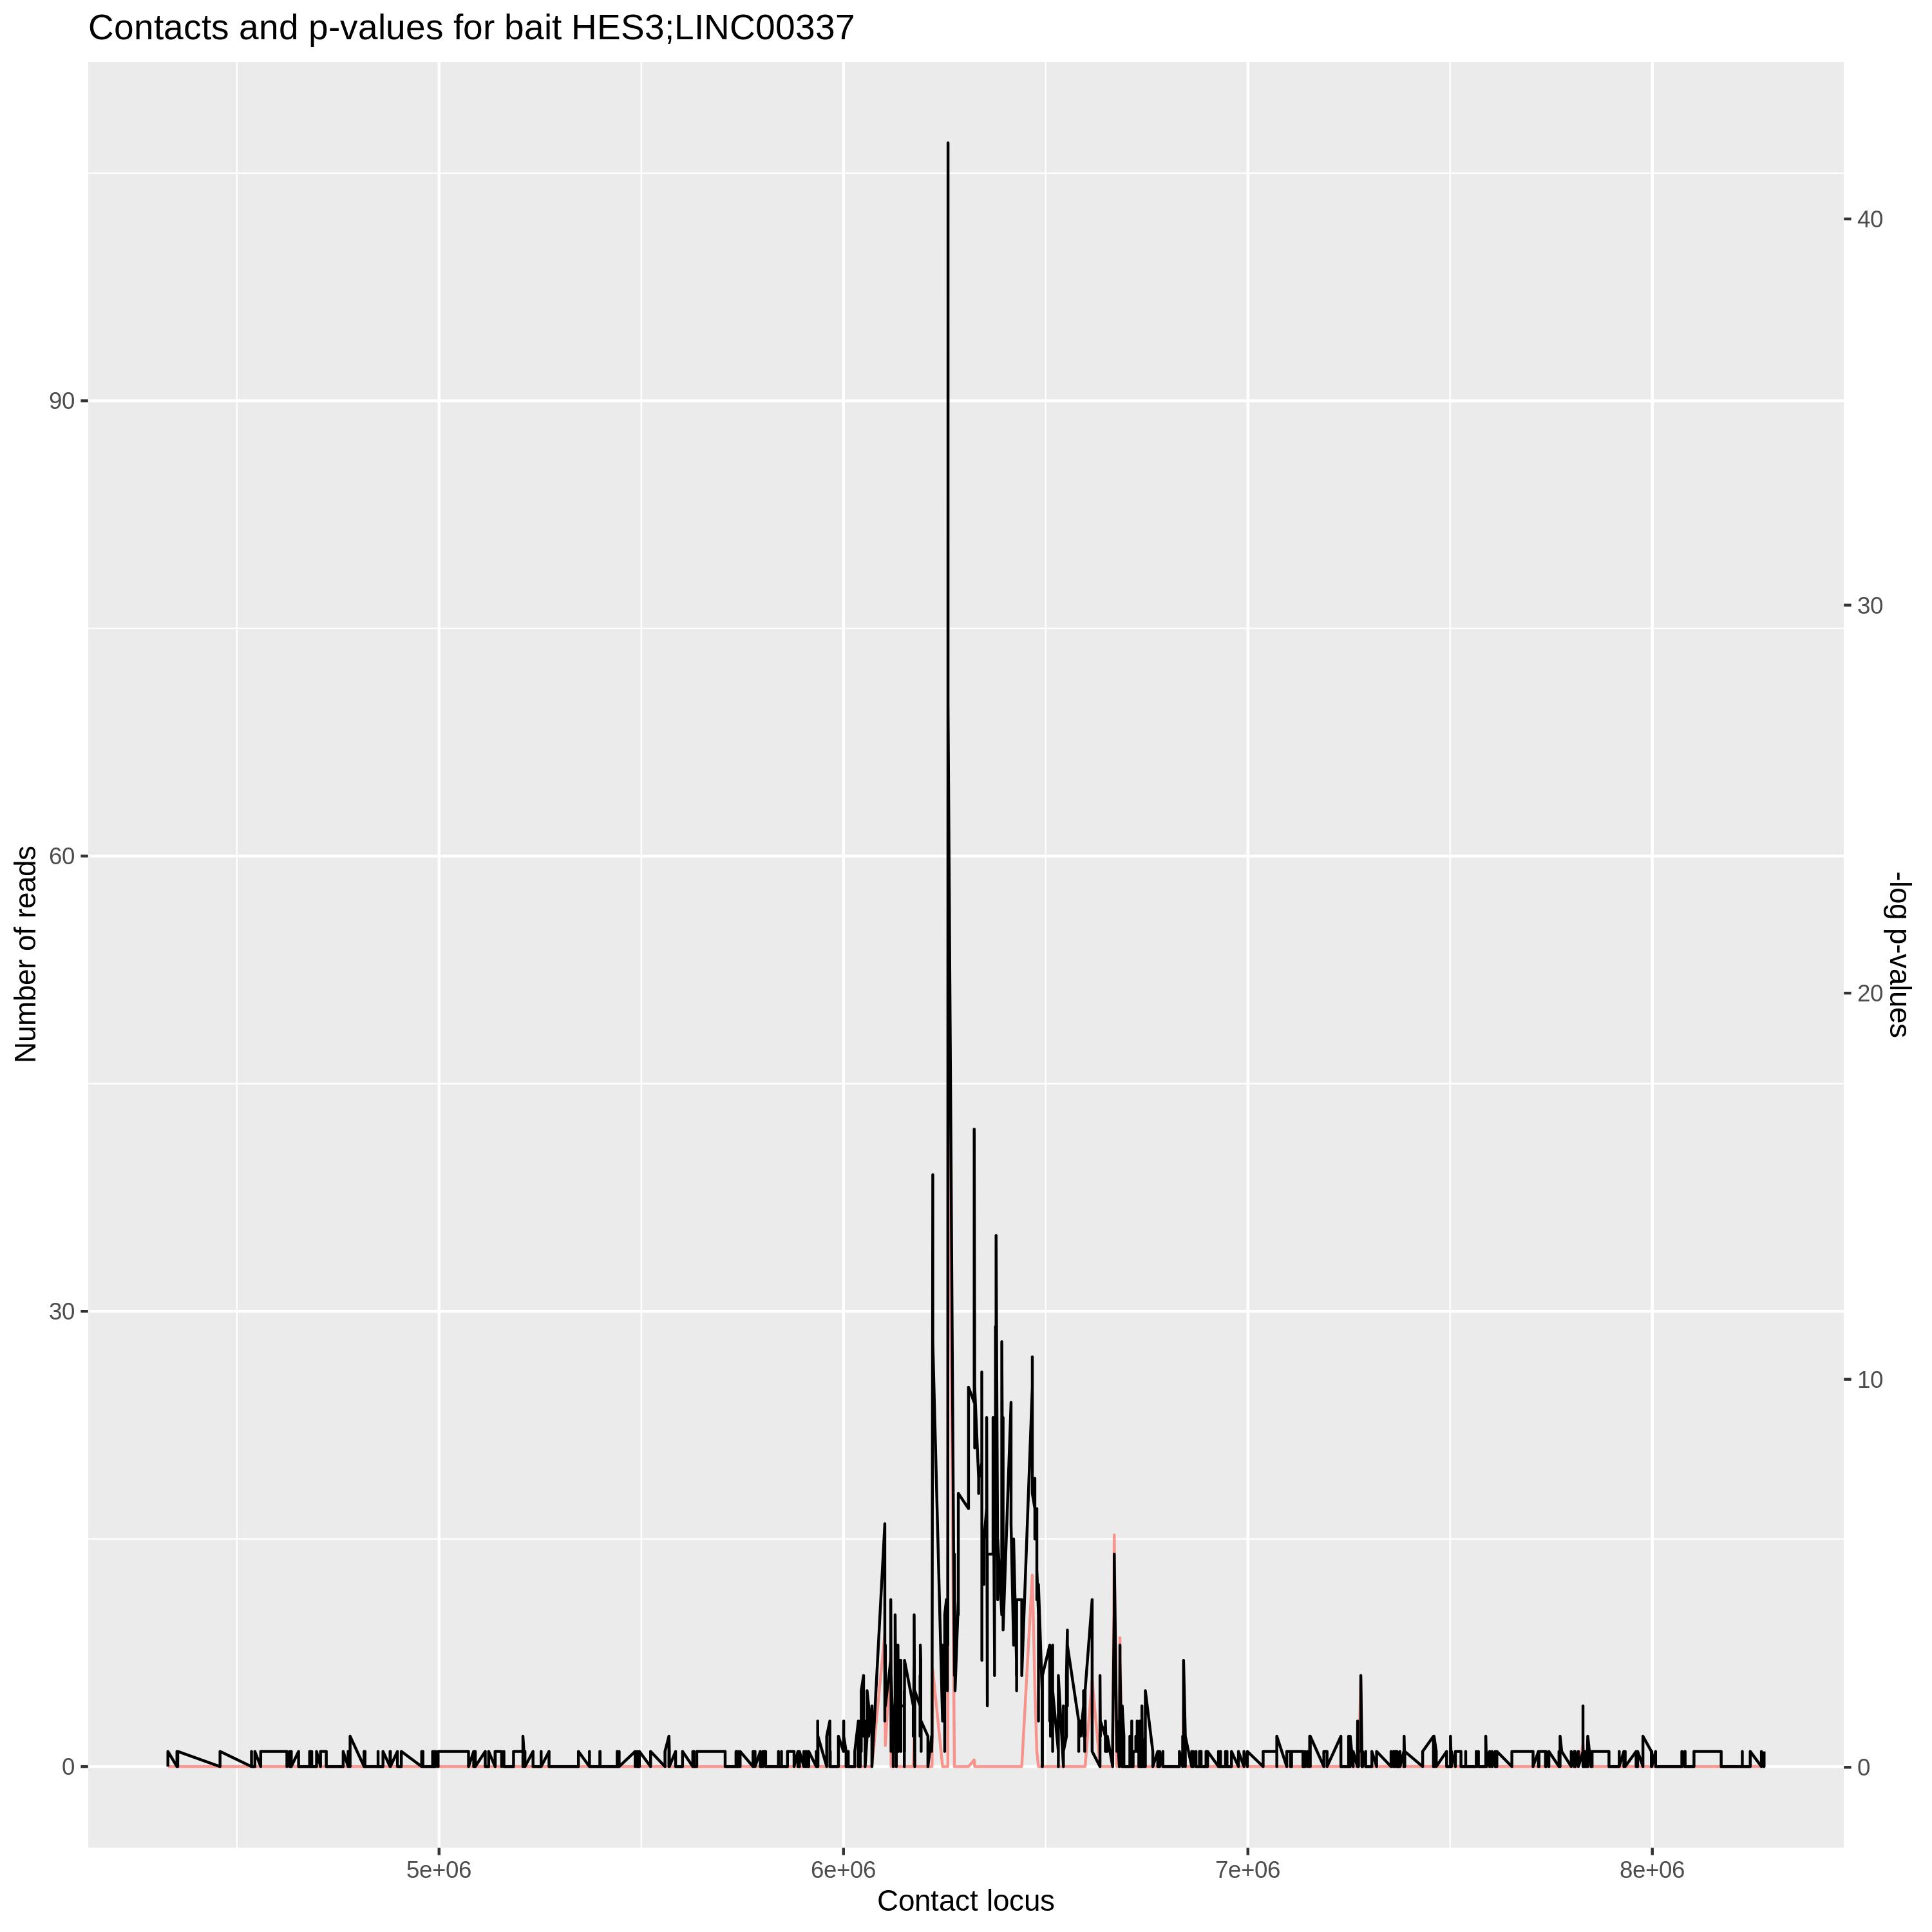 Contacts and p-values for bait HES3;LINC00337
90
60
30
0
Number of reads
40
30
20
10
0
-log p-values
5e+06
6e+06
7e+06
8e+06
Contact locus